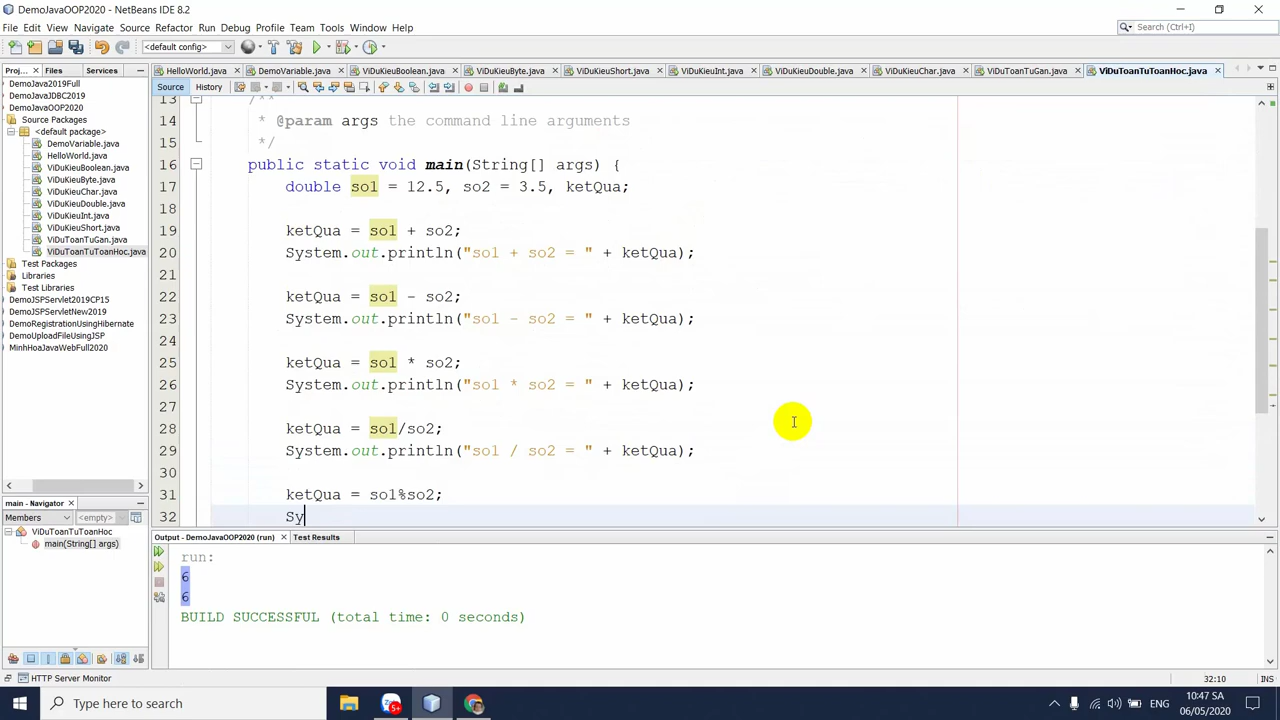 DemoJavaOOP2020 - NetBeans IDE 8.2
File Edit View Navigate Source Refactor Run Debug Profile Team Tools Window Help
Search (Ctrl+I)
<default config>
Proj... Files Services
HelloWorld.java DemoVariable.java ViDuKieuBoolean.java ViDuKieuByte.java ViDuKieuShort.java ViDuKieuInt.java ViDuKieuDouble.java ViDuKieuChar.java ViDuToanTuGan.java ViDuToanTuToanHoc.java
Source History
DemoJava2019Full
DemoJavaJDBC2019
DemoJavaOOP2020
Source Packages
<default package>
DemoVariable.java
HelloWorld.java
ViDuKieuBoolean.java
ViDuKieuByte.java
ViDuKieuChar.java
ViDuKieuDouble.java
ViDuKieuInt.java
ViDuKieuShort.java
ViDuToanTuGan.java
ViDuToanTuToanHoc.java
Test Packages
Libraries
Test Libraries
DemoJSPServlet2019CP15
DemoJSPServletNew2019
DemoRegistrationUsingHibernate
DemoUploadFileUsingJSP
MinhHoaJavaWebFull2020
13 /**
14 * @param args the command line arguments
15 */
16 public static void main(String[] args) {
17 double so1 = 12.5, so2 = 3.5, ketQua;
18
19 ketQua = so1 + so2;
20 System.out.println("so1 + so2 = " + ketQua);
21
22 ketQua = so1 - so2;
23 System.out.println("so1 - so2 = " + ketQua);
24
25 ketQua = so1 * so2;
26 System.out.println("so1 * so2 = " + ketQua);
27
28 ketQua = so1/so2;
29 System.out.println("so1 / so2 = " + ketQua);
30
31 ketQua = so1%so2;
32 Sy
main - Navigator
Members <empty>
ViDuToanTuToanHoc
main(String[] args)
Output - DemoJavaOOP2020 (run) Test Results
run:
6
6
BUILD SUCCESSFUL (total time: 0 seconds)
HTTP Server Monitor
32:10 INS
Type here to search
5+
ENG
10:47 SA
06/05/2020